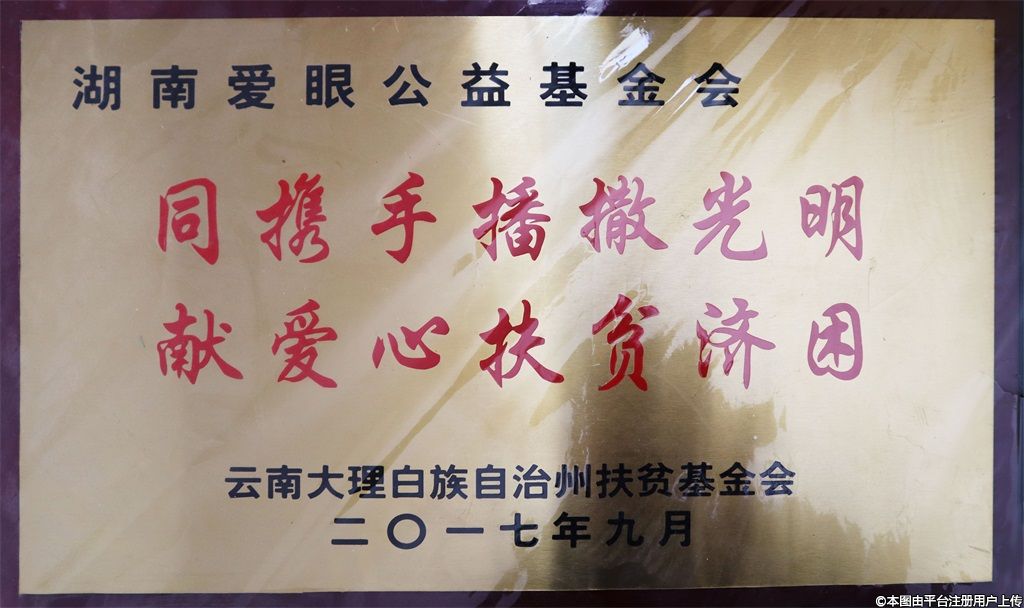 湖南爱眼公益基金会
同携手播撒光明
献爱心扶贫济困
云南大理白族自治州扶贫基金会
二〇一七年九月
©本图由平台注册用户上传